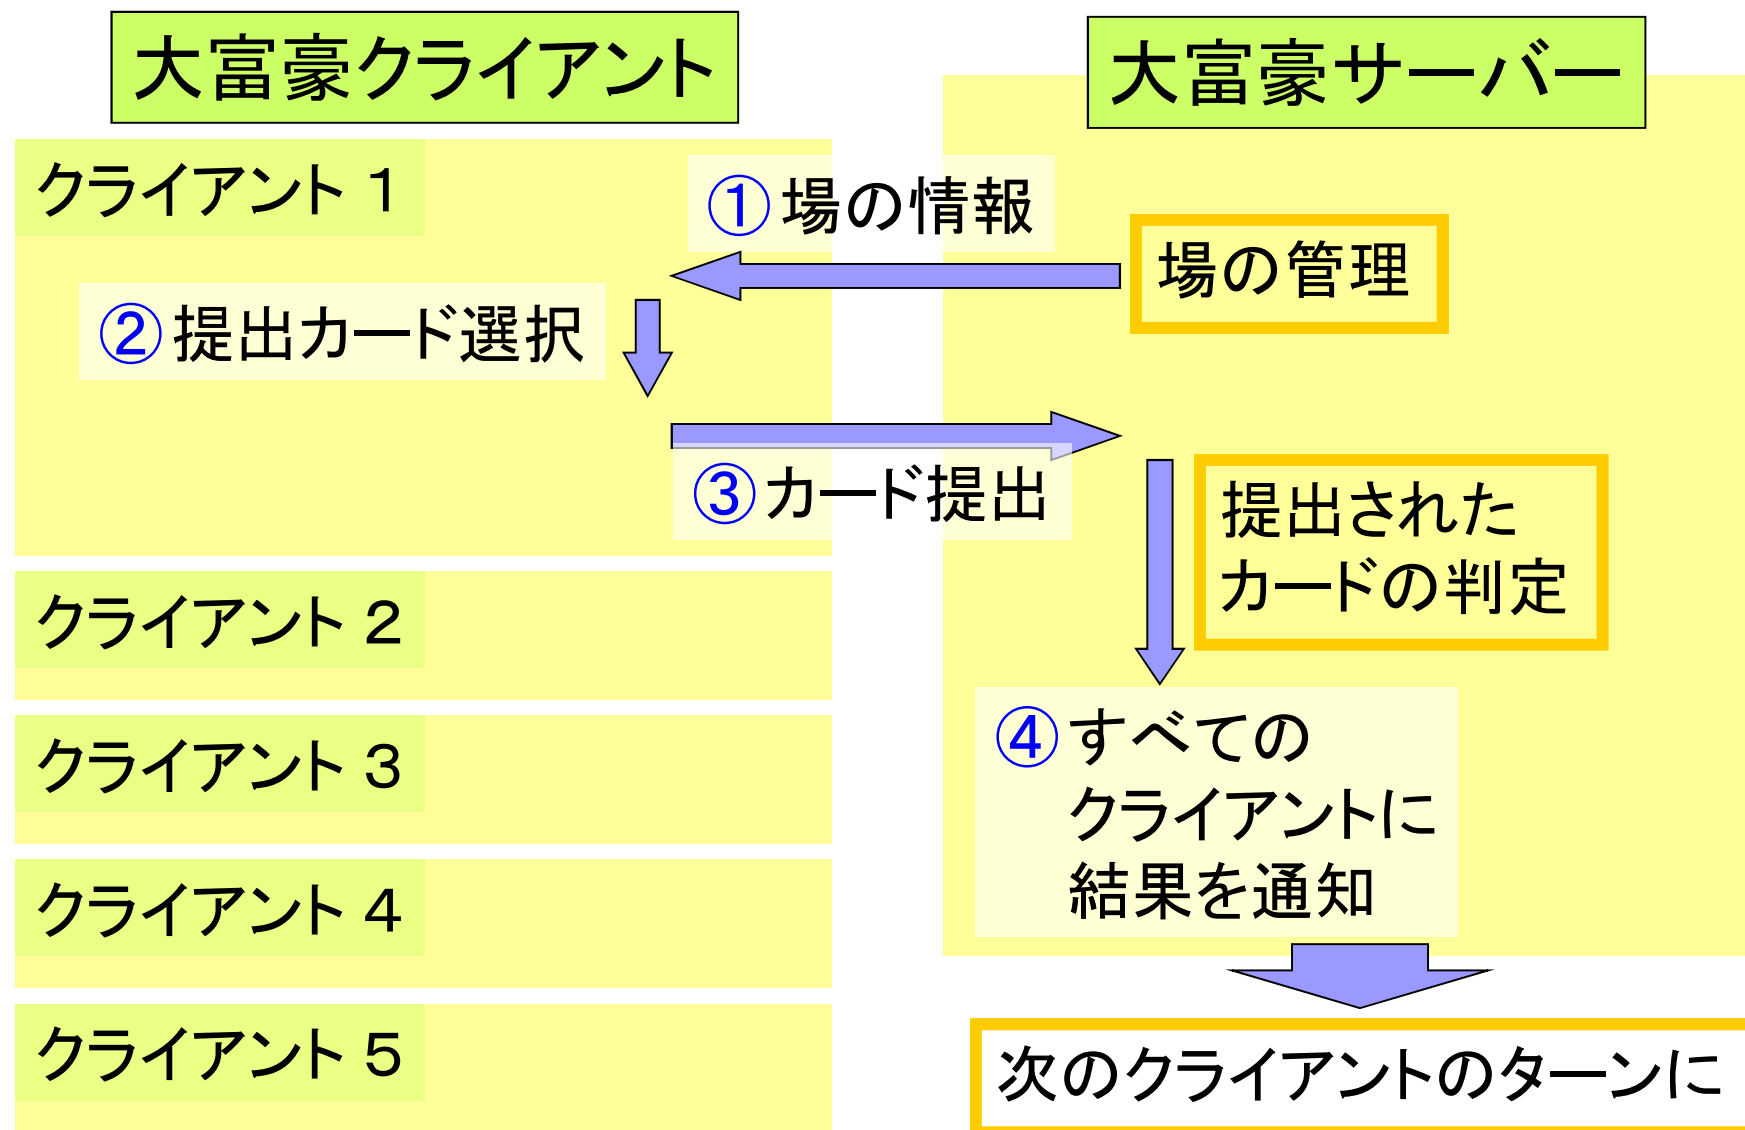 大富豪クライアント
大富豪サーバー
クライアント 1
①場の情報
場の管理
②提出カード選択
③カード提出
提出された
カードの判定
クライアント 2
④すべての
クライアントに
結果を通知
クライアント 3
クライアント 4
クライアント 5
次のクライアントのターンに